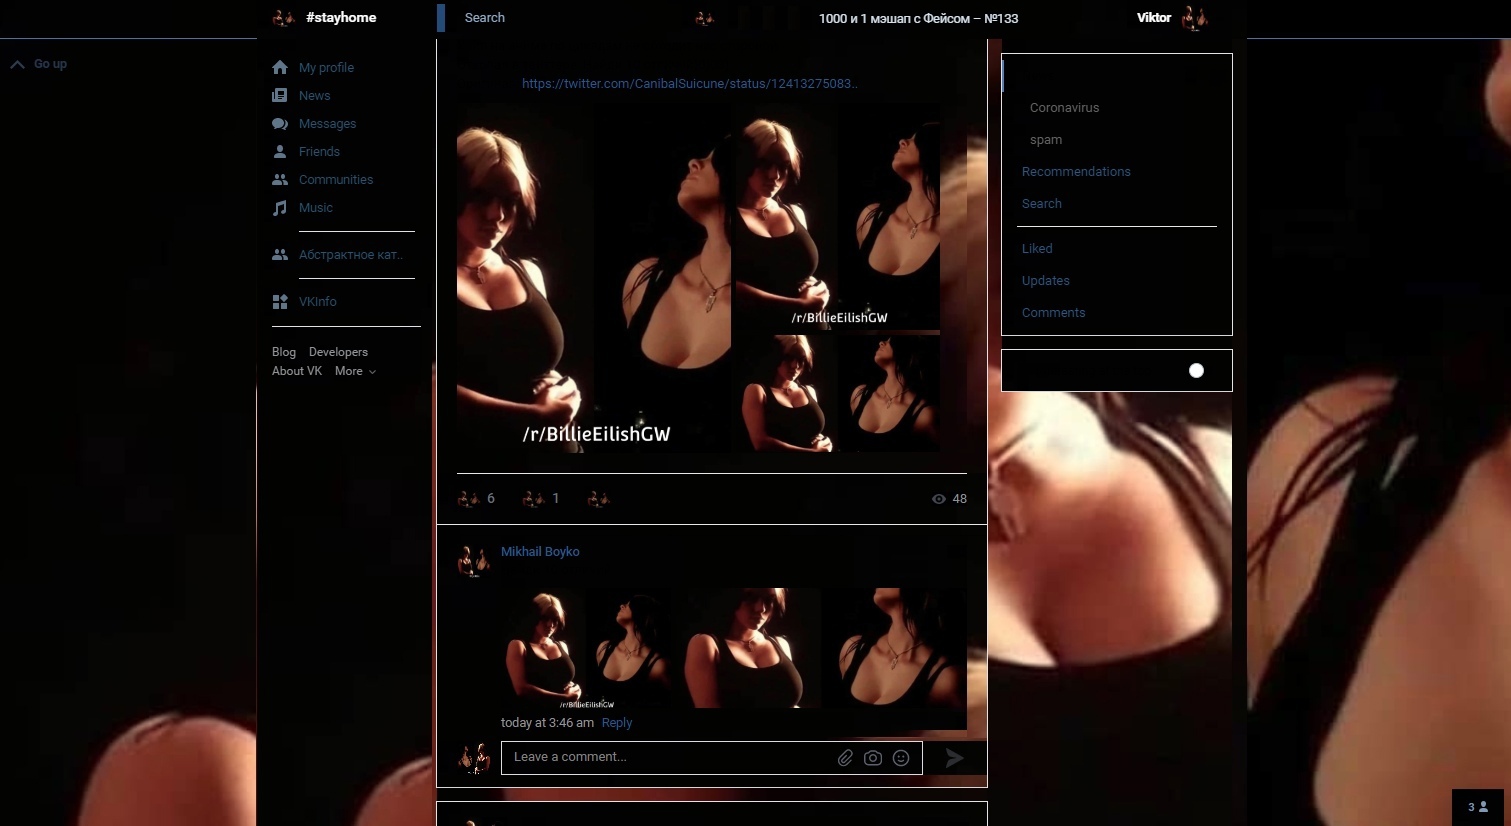 #stayhome
Search
1000 и 1 мэшап с Фейсом – №133
Viktor
Go up
My profile
News
Messages
Friends
Communities
Music
Абстрактное кат..
VKInfo
Blog Developers
About VK More
https://twitter.com/CanibalSuicune/status/12413275083..
/r/BillieEilishGW
/r/BillieEilishGW
6 1 48
Mikhail Boyko
/r/BillieEilishGW
today at 3:46 am Reply
Leave a comment...
Coronavirus
spam
Recommendations
Search
Liked
Updates
Comments
3